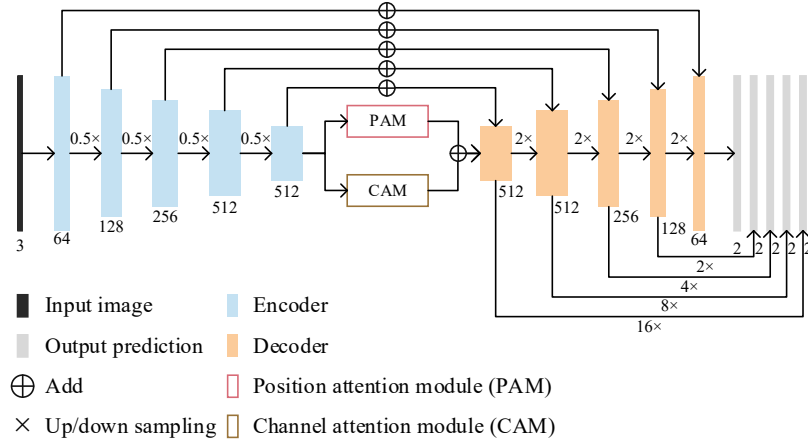 PAM
0.5× 0.5× 0.5× 0.5× 2× 2× 2× 2×
CAM
512 512
512 512
256 256
128 128
3 64 64 2 2 2 2 2
2×
4×
8×
16×
Input image Encoder
Output prediction Decoder
Add Position attention module (PAM)
× Up/down sampling Channel attention module (CAM)